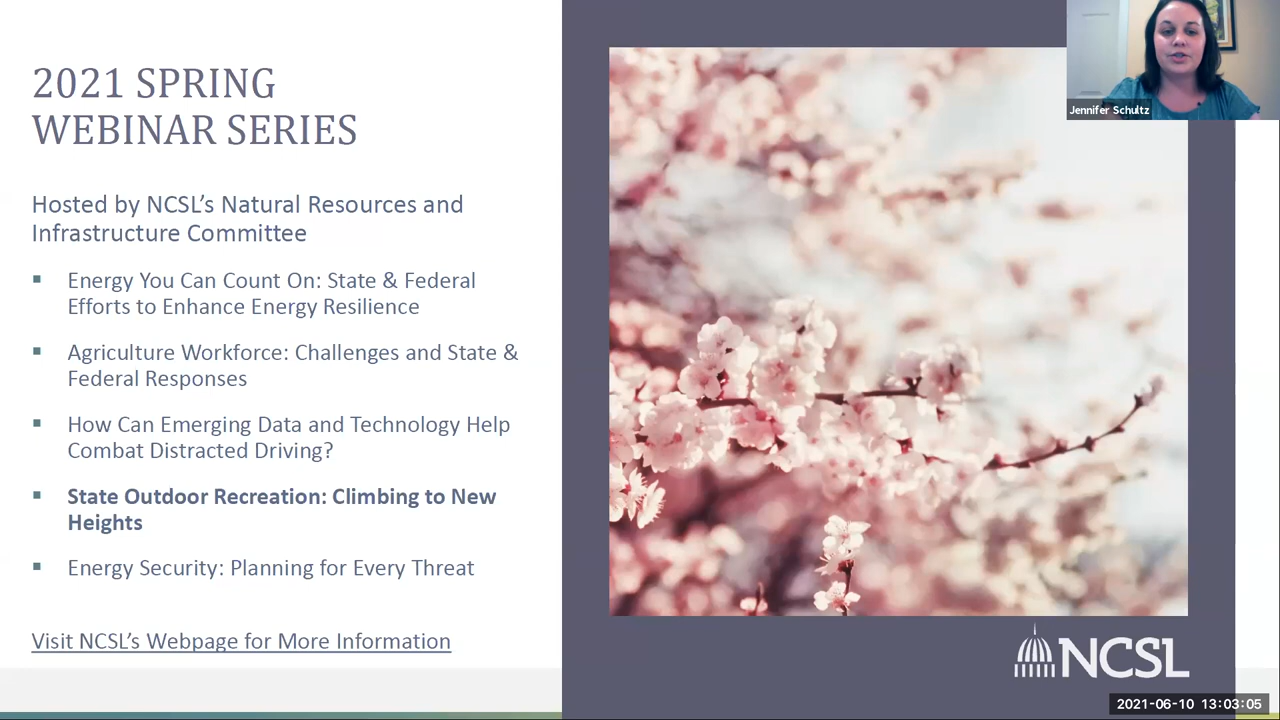 2021 SPRING
WEBINAR SERIES
Hosted by NCSL’s Natural Resources and
Infrastructure Committee
▪ Energy You Can Count On: State & Federal
Efforts to Enhance Energy Resilience
▪ Agriculture Workforce: Challenges and State &
Federal Responses
▪ How Can Emerging Data and Technology Help
Combat Distracted Driving?
▪ State Outdoor Recreation: Climbing to New
Heights
▪ Energy Security: Planning for Every Threat
Visit NCSL’s Webpage for More Information
Jennifer Schultz
NCSL
2021-06-10 13:03:05